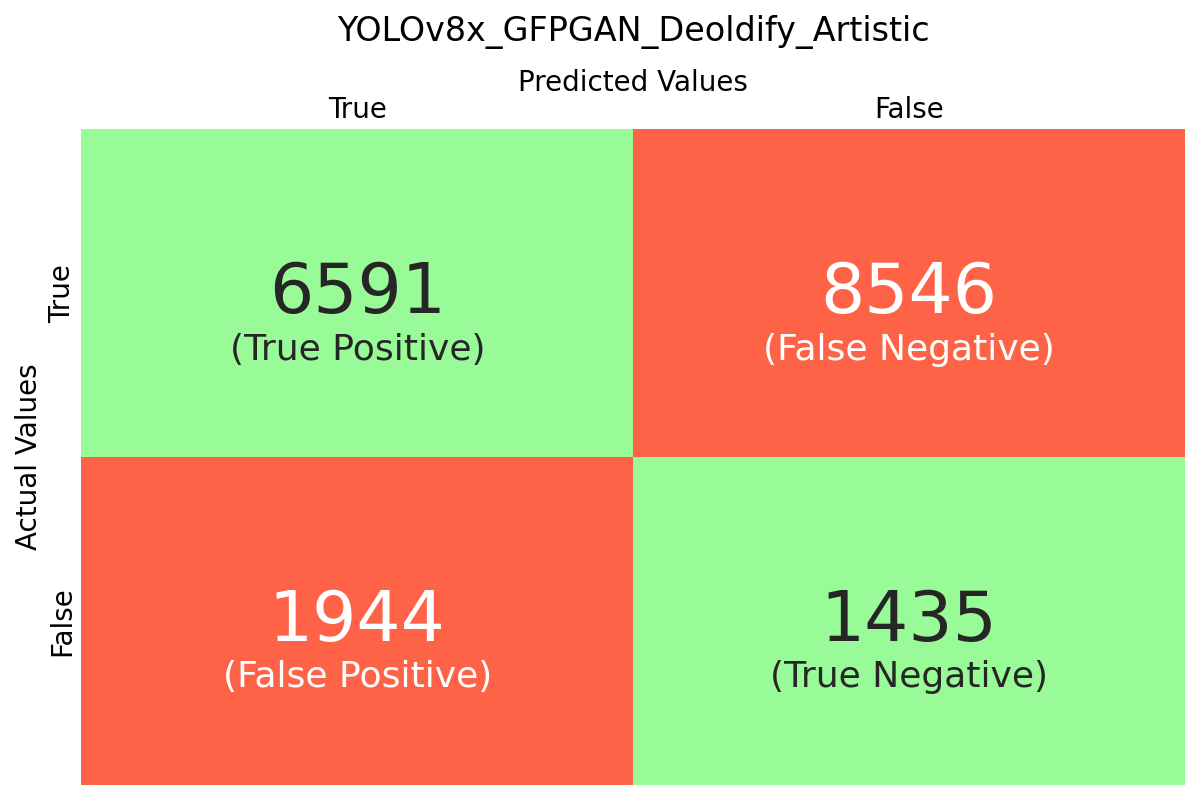 YOLOv8x_GFPGAN_Deoldify_Artistic
Predicted Values
True
False
Actual Values
True
6591
(True Positive)
8546
(False Negative)
False
1944
(False Positive)
1435
(True Negative)